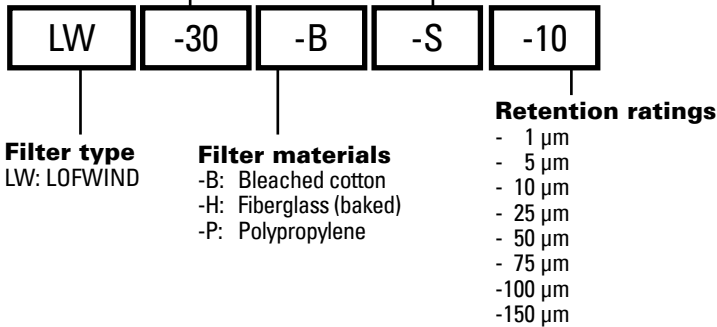 LW -30 -B -S -10
Filter type
LW: LOFWIND
Filter materials
-B: Bleached cotton
-H: Fiberglass (baked)
-P: Polypropylene
Retention ratings
- 1 µm
- 5 µm
- 10 µm
- 25 µm
- 50 µm
- 75 µm
-100 µm
-150 µm